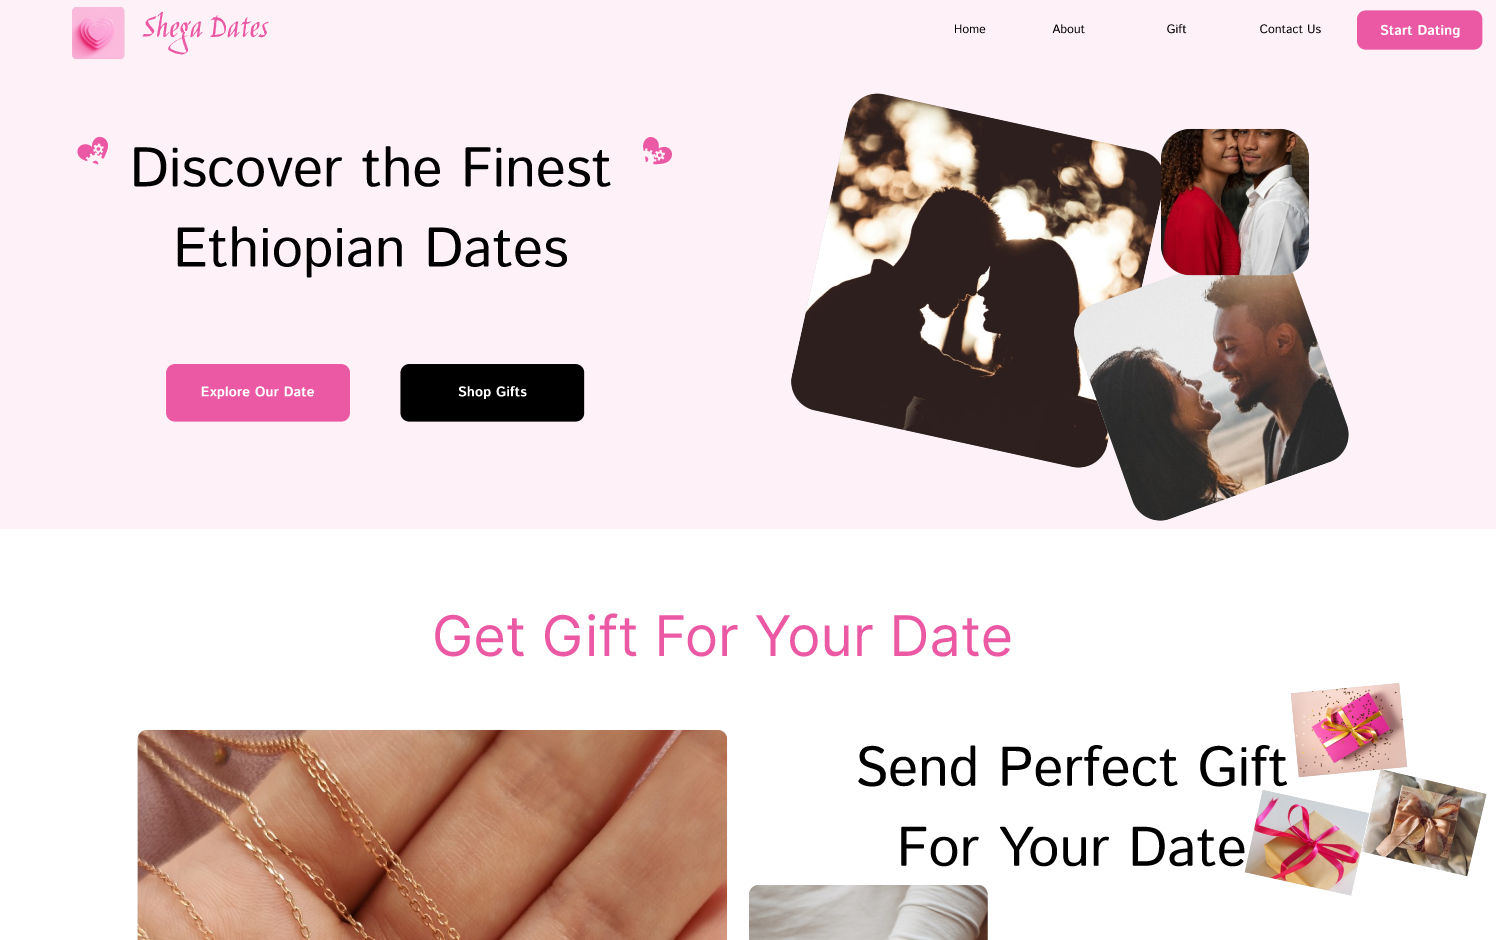 Shega Dates
Home
About
Gift
Contact Us
Start Dating
Discover the Finest
Ethiopian Dates
Explore Our Date
Shop Gifts
Get Gift For Your Date
Send Perfect Gift
For Your Date